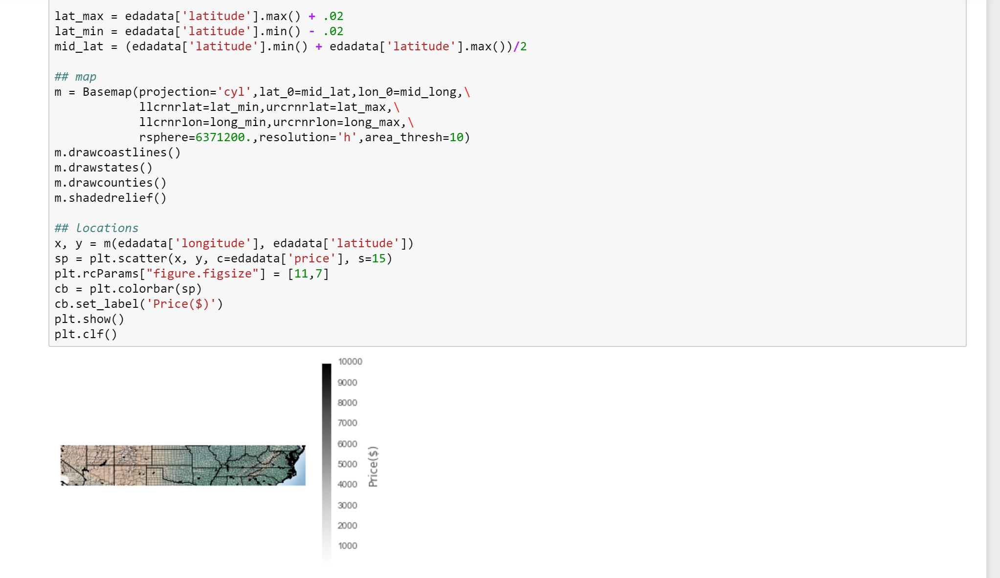 lat_max = edadata['latitude'].max() + .02
lat_min = edadata['latitude'].min() - .02
mid_lat = (edadata['latitude'].min() + edadata['latitude'].max())/2
## map
m = Basemap(projection='cyl',lat_0=mid_lat,lon_0=mid_long,\
llcrnrlat=lat_min,urcrnrlat=lat_max,\
llcrnrlon=long_min,urcrnrlon=long_max,\
rsphere=6371200.,resolution='h',area_thresh=10)
m.drawcoastlines()
m.drawstates()
m.drawcounties()
m.shadedrelief()
## locations
x, y = m(edadata['longitude'], edadata['latitude'])
sp = plt.scatter(x, y, c=edadata['price'], s=15)
plt.rcParams["figure.figsize"] = [11,7]
cb = plt.colorbar(sp)
cb.set_label('Price($)')
plt.show()
plt.clf()
10000
9000
8000
7000
6000
5000
4000
3000
2000
1000
Price($)